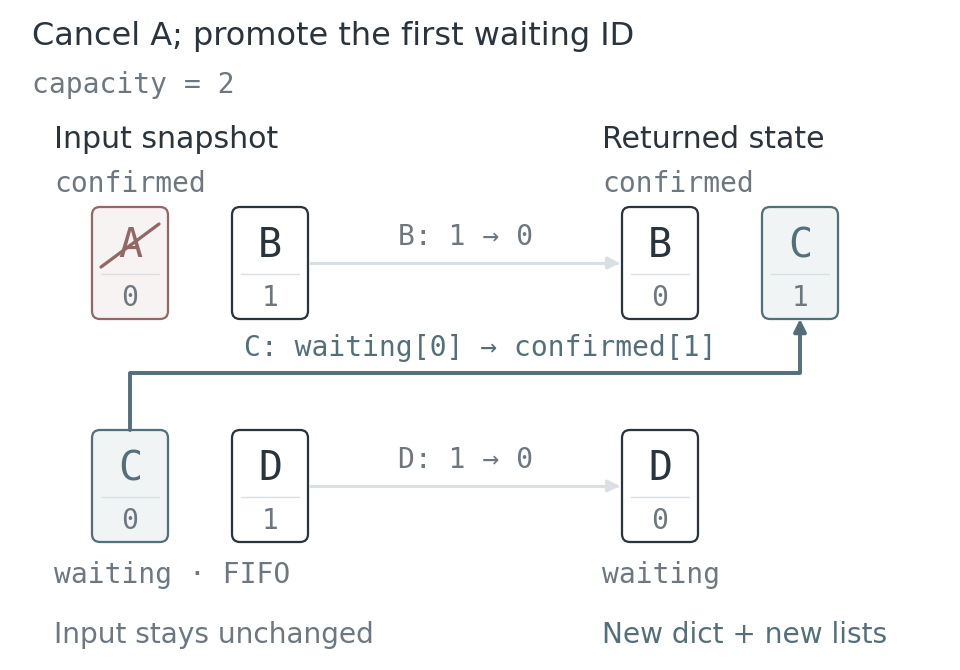 Cancel A; promote the first waiting ID
capacity = 2
Input snapshot
Returned state
confirmed
confirmed
A
0
B
1
B: 1 → 0
B
0
C
1
C: waiting[0] → confirmed[1]
C
0
D
1
D: 1 → 0
D
0
waiting · FIFO
waiting
Input stays unchanged
New dict + new lists